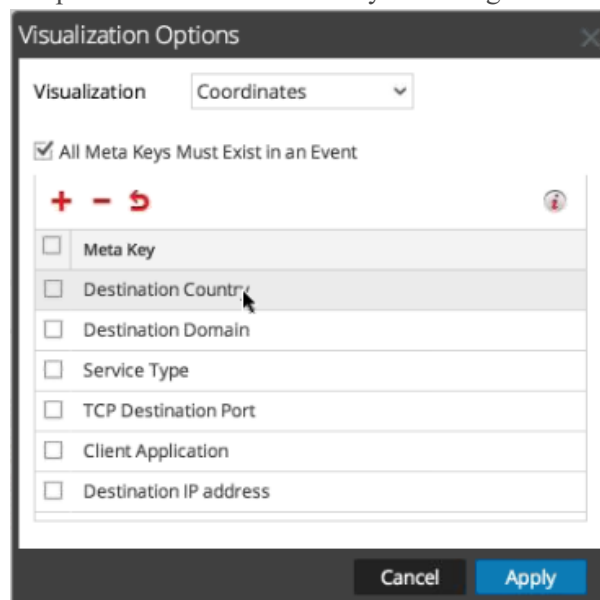 Visualization Options
Visualization Coordinates
All Meta Keys Must Exist in an Event
Meta Key
Destination Country
Destination Domain
Service Type
TCP Destination Port
Client Application
Destination IP address
Cancel Apply